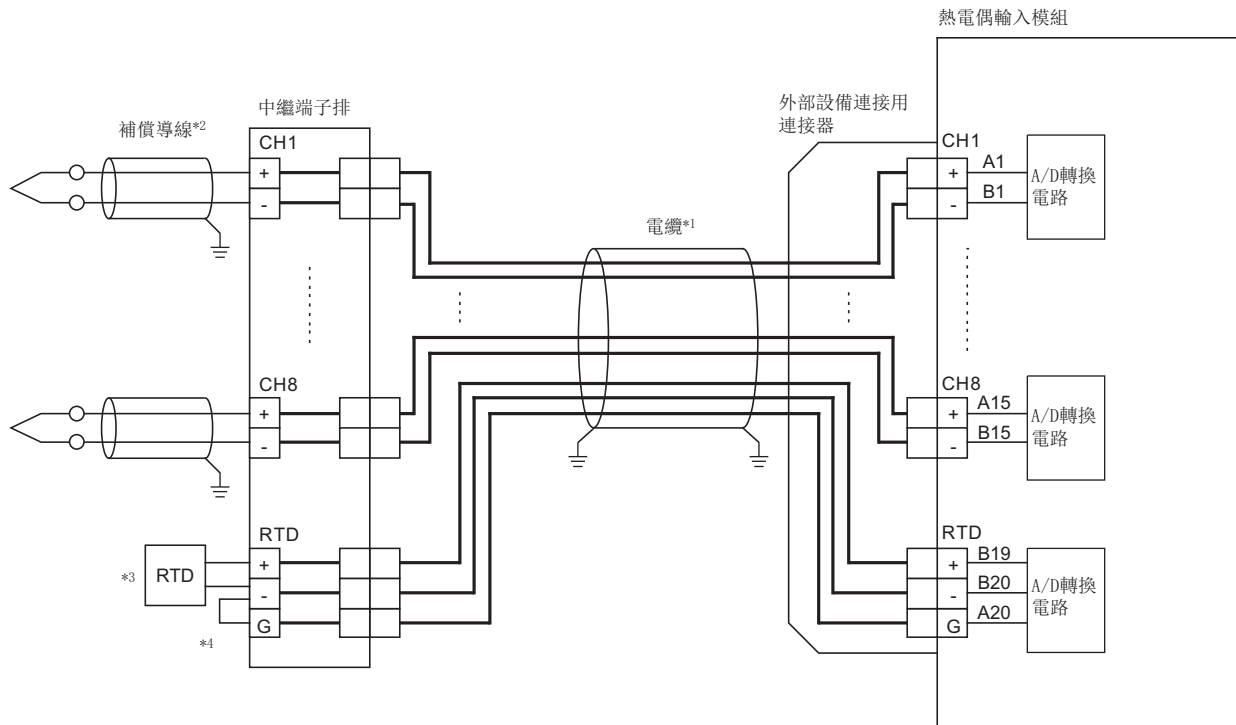 熱電偶輸入模組
中繼端子排
補償導線*2
外部設備連接用
連接器
CH1
+
-
電纜*1
CH1
+
-
A1
B1
A/D轉換
電路
CH8
+
-
CH8
+
-
A15
B15
A/D轉換
電路
*3
RTD
RTD
+
-
G
*4
RTD
+
-
G
B19
B20
A20
A/D轉換
電路